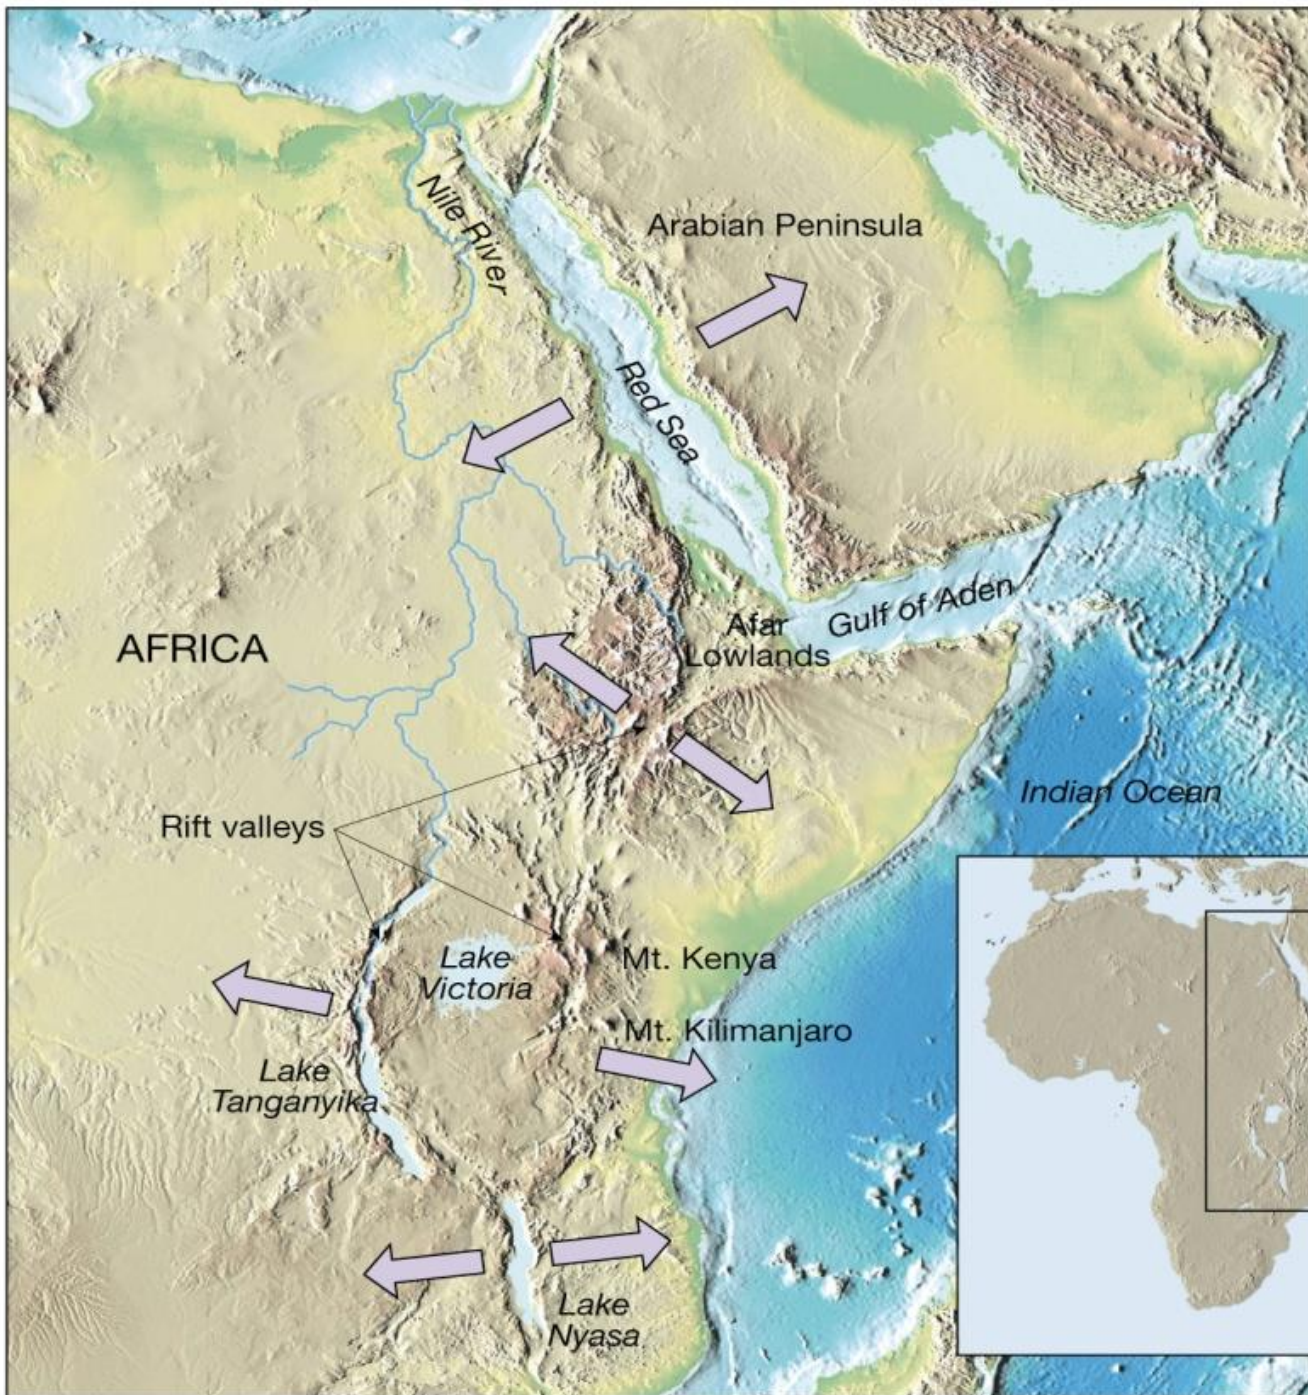 Nile River
Arabian Peninsula
Red Sea
AFRICA
Afar
Lowlands
Gulf of Aden
Indian Ocean
Rift valleys
Lake
Victoria
Mt. Kenya
Mt. Kilimanjaro
Lake
Tanganyika
Lake
Nyasa